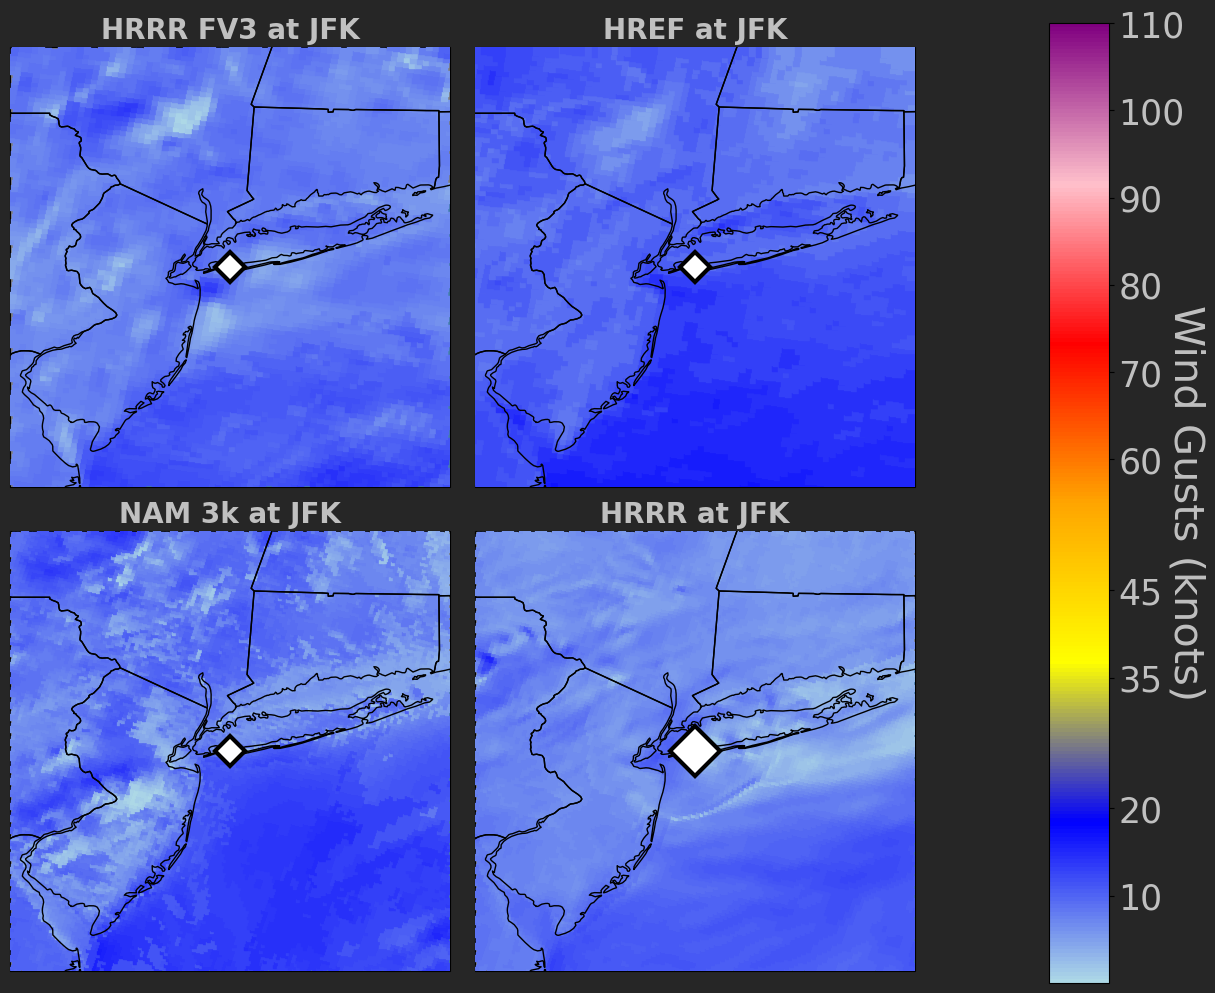 HRRR FV3 at JFK
HREF at JFK
NAM 3k at JFK
HRRR at JFK
110
100
90
80
70
60
45
35
20
10
Wind Gusts (knots)